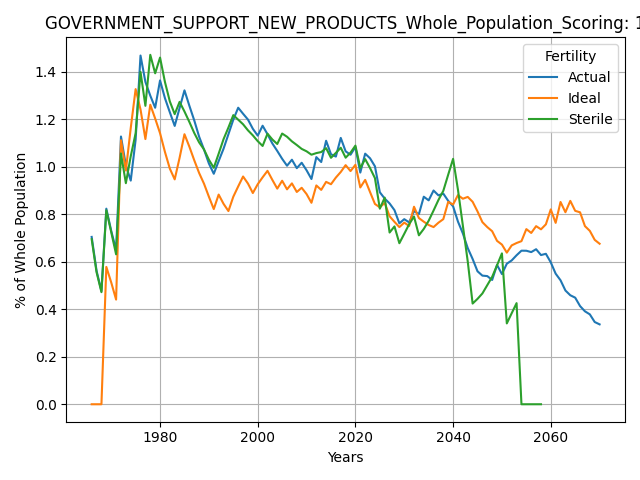 GOVERNMENT_SUPPORT_NEW_PRODUCTS_Whole_Population_Scoring: 1
Fertility
Actual
Ideal
Sterile
% of Whole Population
1.4
1.2
1.0
0.8
0.6
0.4
0.2
0.0
1980 2000 2020 2040 2060
Years